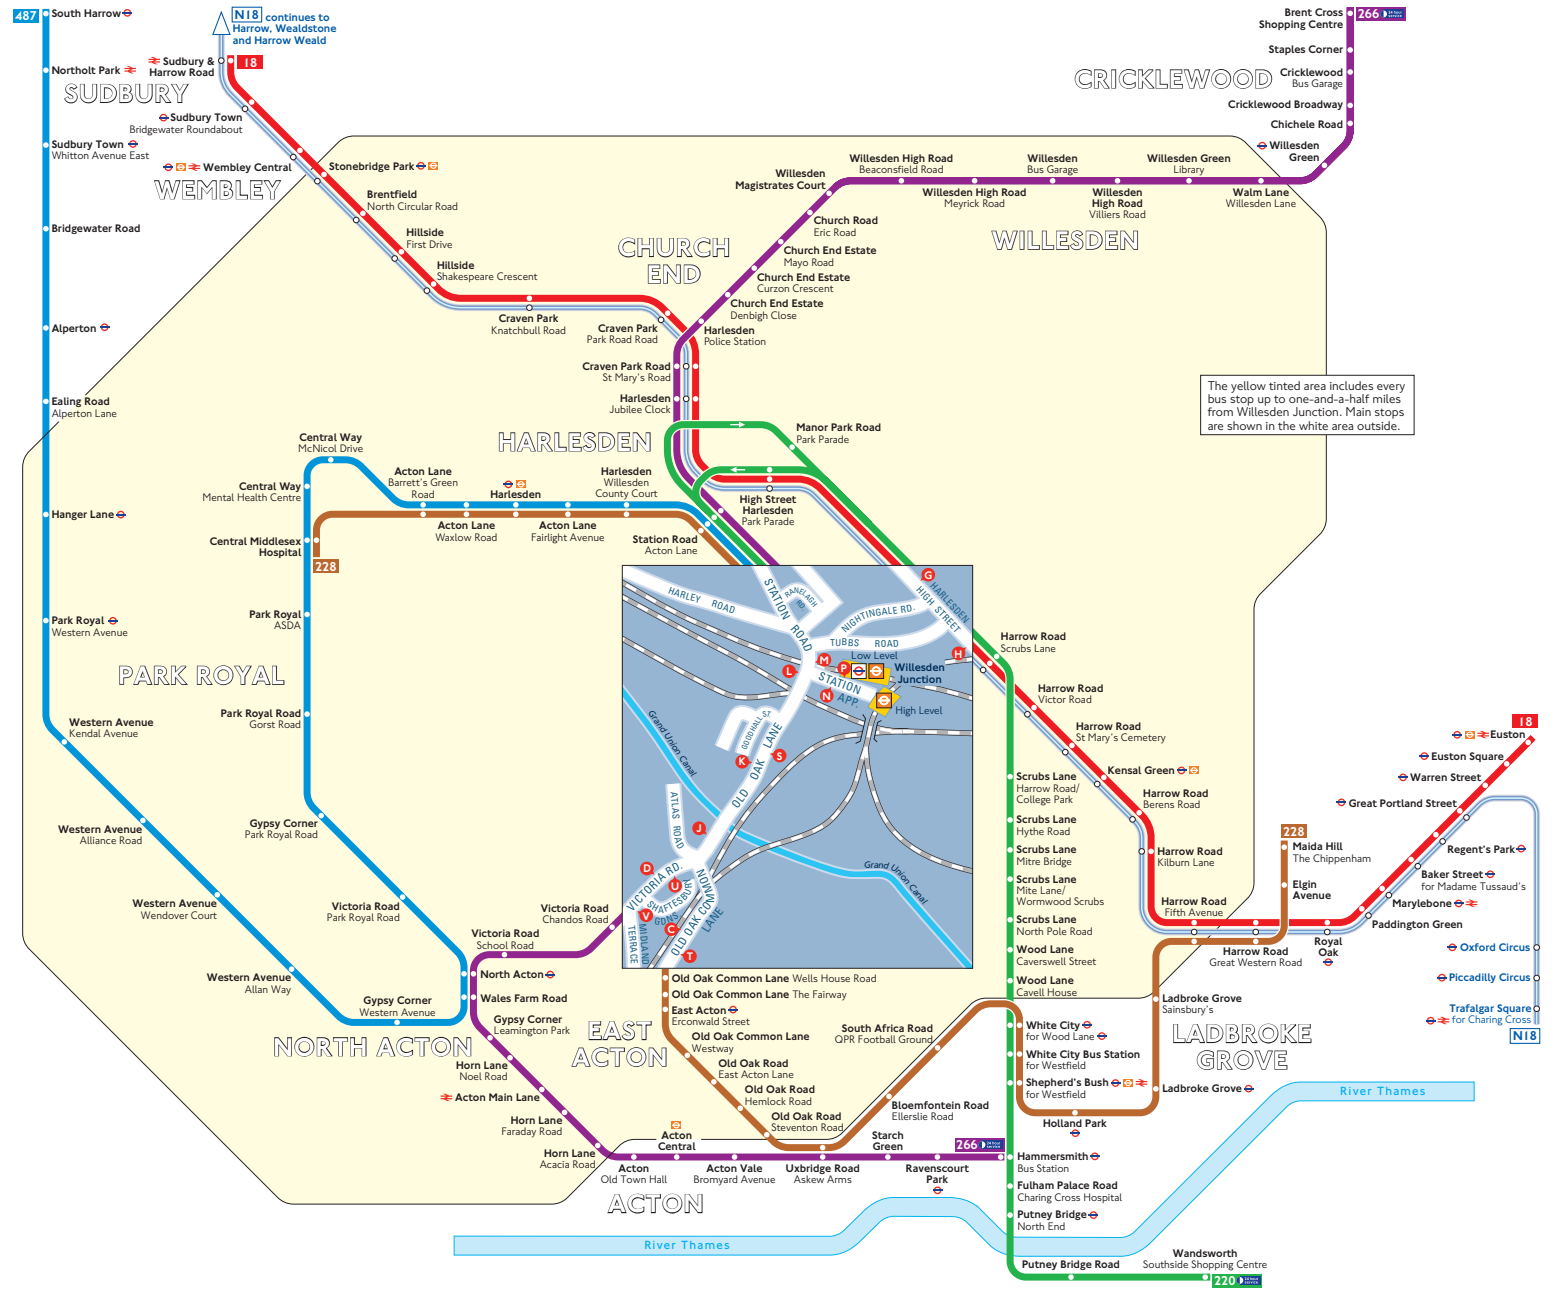 487
South Harrow
Northolt Park
SUDBURY
Sudbury Town
Whitton Avenue East
Bridgewater Road
Alperton
Ealing Road
Alperton Lane
Hanger Lane
Park Royal
Western Avenue
Western Avenue
Kendal Avenue
Western Avenue
Alliance Road
Western Avenue
Wendover Court
Western Avenue
Allan Way
Gypsy Corner
Western Avenue
NORTH ACTON
N18 continues to
Harrow, Wealdstone
and Harrow Weald
Sudbury &
Harrow Road
18
Sudbury Town
Bridgewater Roundabout
Wembley Central
WEMBLEY
Stonebridge Park
Brentfield
North Circular Road
Hillside
First Drive
Hillside
Shakespeare Crescent
Craven Park
Knatchbull Road
Craven Park
Park Road Road
Harlesden
Police Station
Craven Park Road
St Mary's Road
Harlesden
Jubilee Clock
HARLESDEN
CHURCH
END
Brent Cross
Shopping Centre
266 24 hour
service
Staples Corner
Cricklewood
Bus Garage
CRICKLEWOOD
Cricklewood Broadway
Chichele Road
Willesden
Green
Walm Lane
Willesden Lane
Willesden Green
Library
Willesden
High Road
Villiers Road
Willesden
Bus Garage
Willesden High Road
Meyrick Road
Willesden High Road
Beaconsfield Road
WILLESDEN
Willesden
Magistrates Court
Church Road
Eric Road
Church End Estate
Mayo Road
Church End Estate
Curzon Crescent
Church End Estate
Denbigh Close
The yellow tinted area includes every
bus stop up to one-and-a-half miles
from Willesden Junction. Main stops
are shown in the white area outside.
Manor Park Road
Park Parade
High Street
Harlesden
Park Parade
Central Way
McNicol Drive
Central Way
Mental Health Centre
Acton Lane
Barrett's Green
Road
Harlesden
Harlesden
Willesden
County Court
Acton Lane
Waxlow Road
Acton Lane
Fairlight Avenue
Station Road
Acton Lane
Central Middlesex
Hospital
228
Park Royal
ASDA
PARK ROYAL
Park Royal Road
Gorst Road
Gypsy Corner
Park Royal Road
Victoria Road
Park Royal Road
Victoria Road
Chandos Road
Victoria Road
School Road
North Acton
Wales Farm Road
Gypsy Corner
Leamington Park
Horn Lane
Noel Road
Acton Main Lane
Horn Lane
Faraday Road
Horn Lane
Acacia Road
HARLEY ROAD
STATION ROAD
RANELAGH
RD.
NIGHTINGALE RD.
TUBBS ROAD
HARLESDEN
HIGH STREET
G
H
Low Level
M
P
L
N
Willesden
Junction
STATION
APP.
High Level
GOODHALL ST
OLD OAK LANE
K
S
Grand Union Canal
Grand Union Canal
ATLAS ROAD
J
D
U
V
C
T
VICTORIA RD.
SHAFTESBURY
GDNS
MIDLAND
TERRACE
OLD OAK COMMON
LANE
Harrow Road
Scrubs Lane
Harrow Road
Victor Road
Harrow Road
St Mary's Cemetery
Kensal Green
Harrow Road
Berens Road
Harrow Road
Kilburn Lane
Harrow Road
Fifth Avenue
Harrow Road
Great Western Road
Royal
Oak
228
Maida Hill
The Chippenham
Elgin
Avenue
18
Euston
Euston Square
Warren Street
Great Portland Street
Regent's Park
Baker Street
for Madame Tussaud's
Marylebone
Paddington Green
Oxford Circus
Piccadilly Circus
Trafalgar Square
for Charing Cross
N18
Scrubs Lane
Harrow Road/
College Park
Scrubs Lane
Hythe Road
Scrubs Lane
Mitre Bridge
Scrubs Lane
Mite Lane/
Wormwood Scrubs
Scrubs Lane
North Pole Road
Wood Lane
Caverswell Street
Wood Lane
Cavell House
White City
for Wood Lane
White City Bus Station
for Westfield
Shepherd's Bush
for Westfield
Holland Park
Ladbroke Grove
Sainsbury's
LADBROKE
GROVE
Ladbroke Grove
Old Oak Common Lane Wells House Road
Old Oak Common Lane The Fairway
East Acton
Erconwald Street
EAST
ACTON
Old Oak Common Lane
Westway
Old Oak Road
East Acton Lane
Old Oak Road
Hemlock Road
Old Oak Road
Steventon Road
South Africa Road
QPR Football Ground
Bloemfontein Road
Ellerslie Road
Acton
Central
Acton
Old Town Hall
Acton Vale
Bromyard Avenue
Uxbridge Road
Askew Arms
Starch
Green
Ravenscourt
Park
266 24 hour
service
ACTON
Hammersmith
Bus Station
Fulham Palace Road
Charing Cross Hospital
Putney Bridge
North End
Putney Bridge Road
Wandsworth
Southside Shopping Centre
220 24 hour
service
River Thames
River Thames